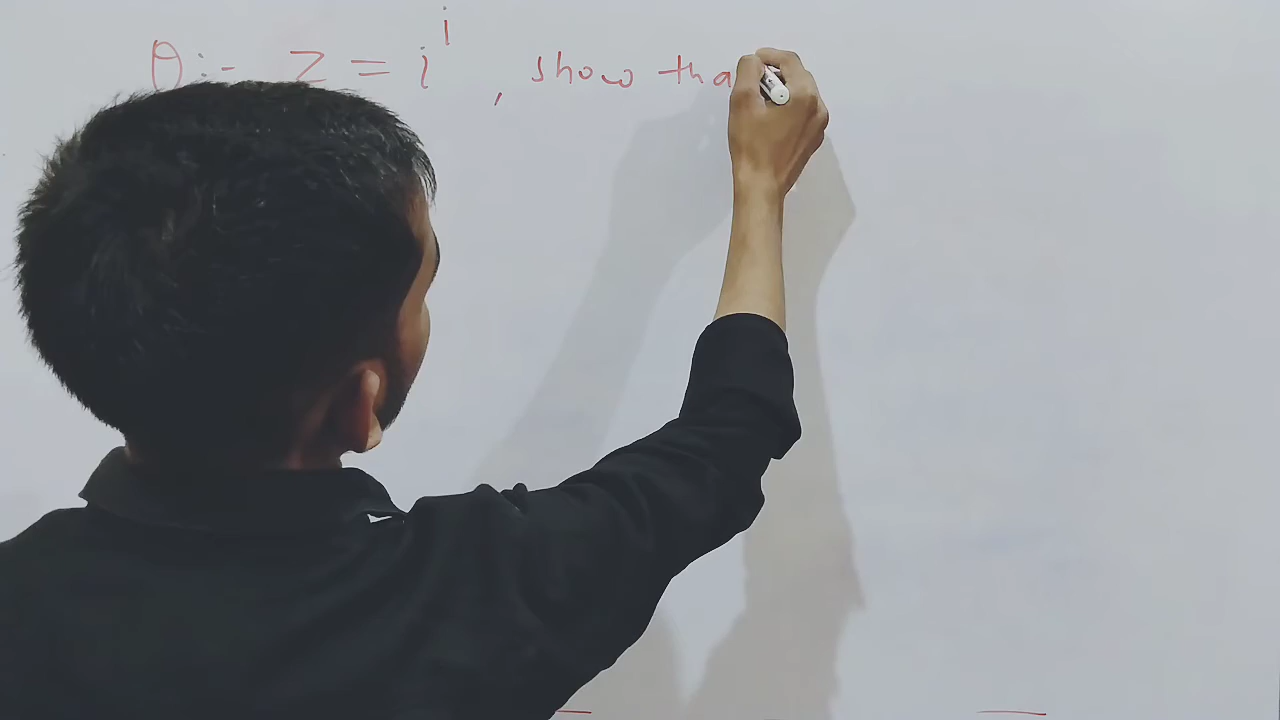 Q:- z = i^i , show tha